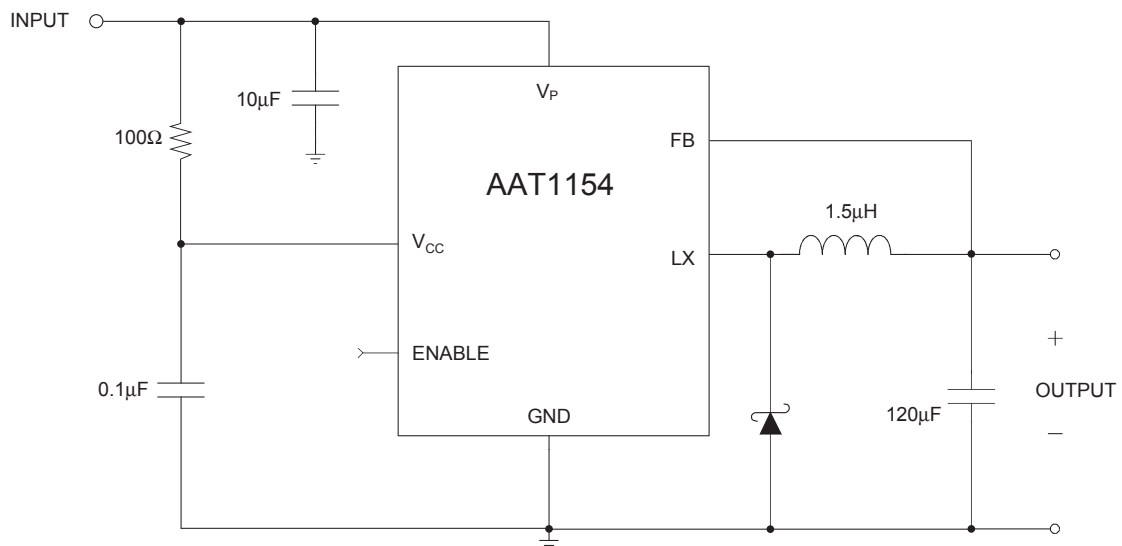 INPUT
10μF
V_P
100Ω
FB
AAT1154
1.5μH
V_CC
LX
ENABLE
0.1μF
GND
120μF
+
OUTPUT
−